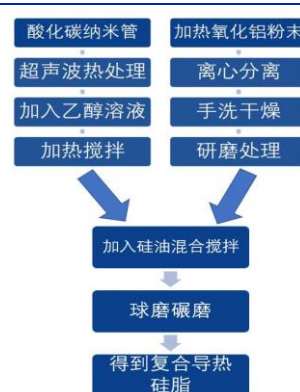 酸化碳纳米管
超声波热处理
加入乙醇溶液
加热搅拌
加热氧化铝粉末
离心分离
手洗干燥
研磨处理
加入硅油混合搅拌
球磨碾磨
得到复合导热
硅脂